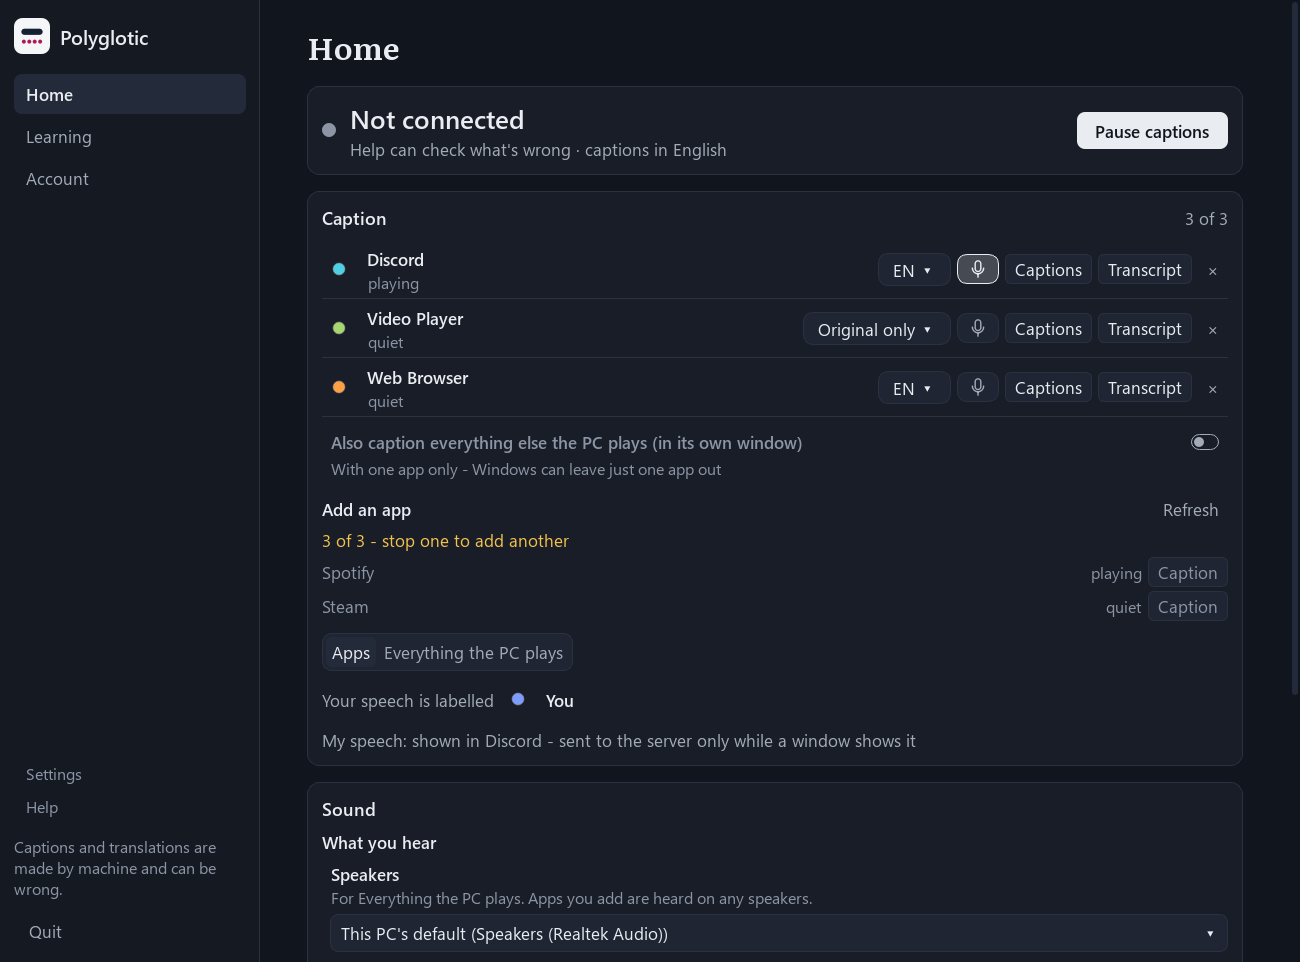 Polyglotic
Home
Learning
Account
Settings
Help
Captions and translations are
made by machine and can be
wrong.
Quit
Home
Not connected
Help can check what's wrong · captions in English
Pause captions
Caption
3 of 3
Discord
playing
EN ▾
Captions
Transcript
×
Video Player
quiet
Original only ▾
Captions
Transcript
×
Web Browser
quiet
EN ▾
Captions
Transcript
×
Also caption everything else the PC plays (in its own window)
With one app only - Windows can leave just one app out
Add an app
Refresh
3 of 3 - stop one to add another
Spotify
playing
Caption
Steam
quiet
Caption
Apps
Everything the PC plays
Your speech is labelled
You
My speech: shown in Discord - sent to the server only while a window shows it
Sound
What you hear
Speakers
For Everything the PC plays. Apps you add are heard on any speakers.
This PC's default (Speakers (Realtek Audio)) ▾